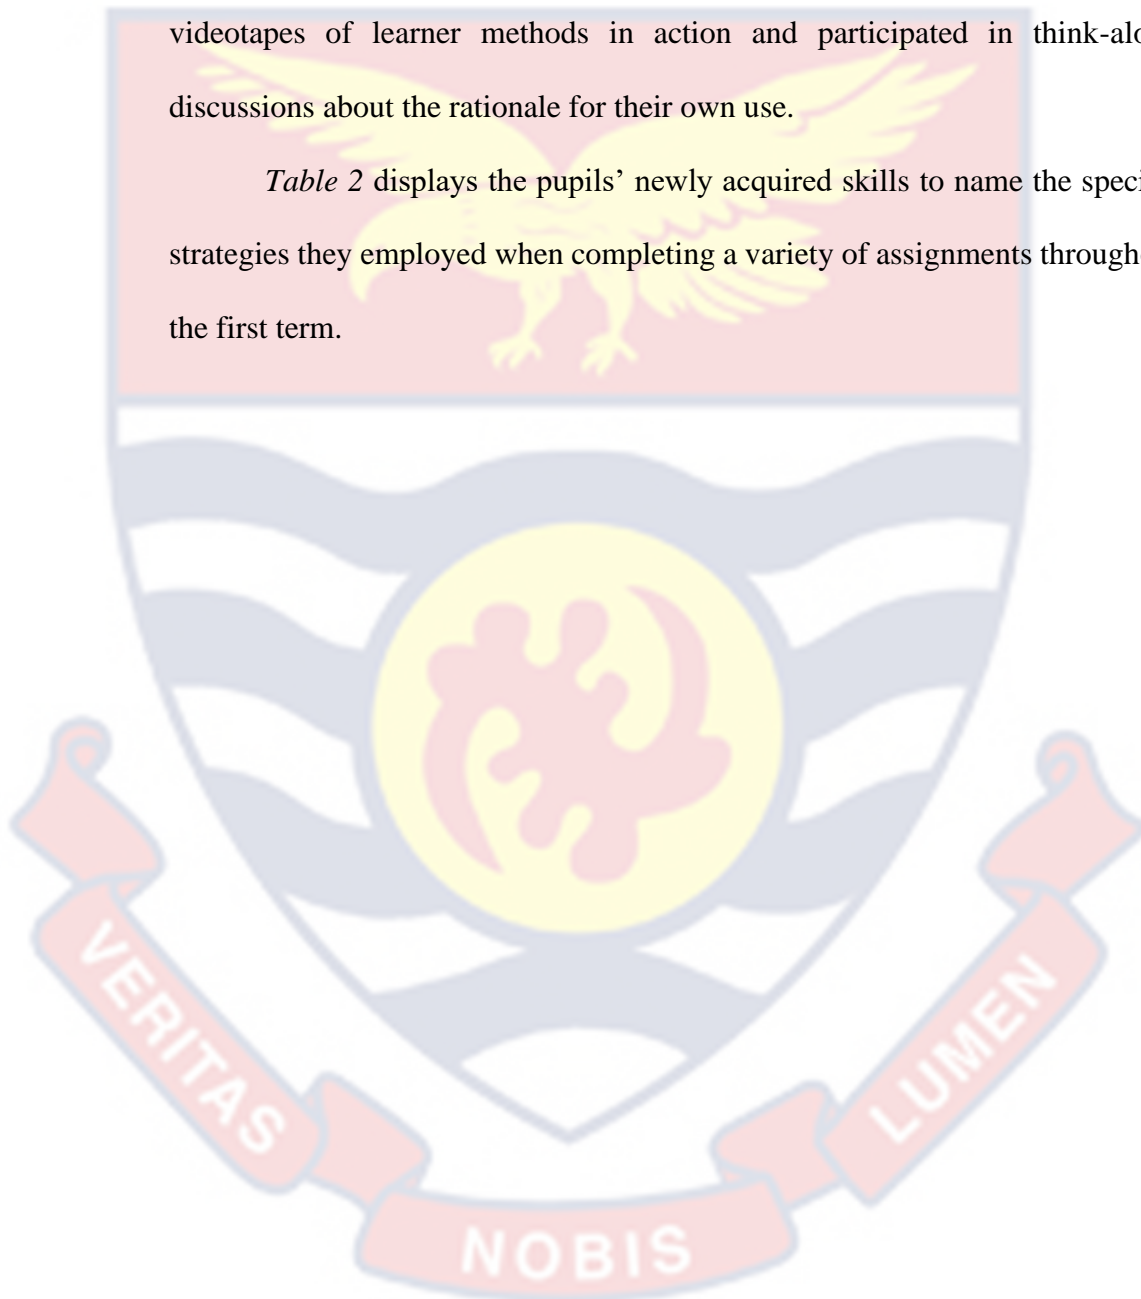 videotapes of learner methods in action and participated in think-alo
discussions about the rationale for their own use.
Table 2 displays the pupils’ newly acquired skills to name the speci
strategies they employed when completing a variety of assignments through
the first term.
VERITAS
NOBIS
LUMEN